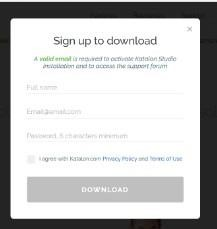 ×
Sign up to download
A valid email is required to activate Katalon Studio
installation and to access the support forum
Full name
Email@email.com
Password, 6 characters minimum
I agree with Katalon.com Privacy Policy and Terms of Use
DOWNLOAD